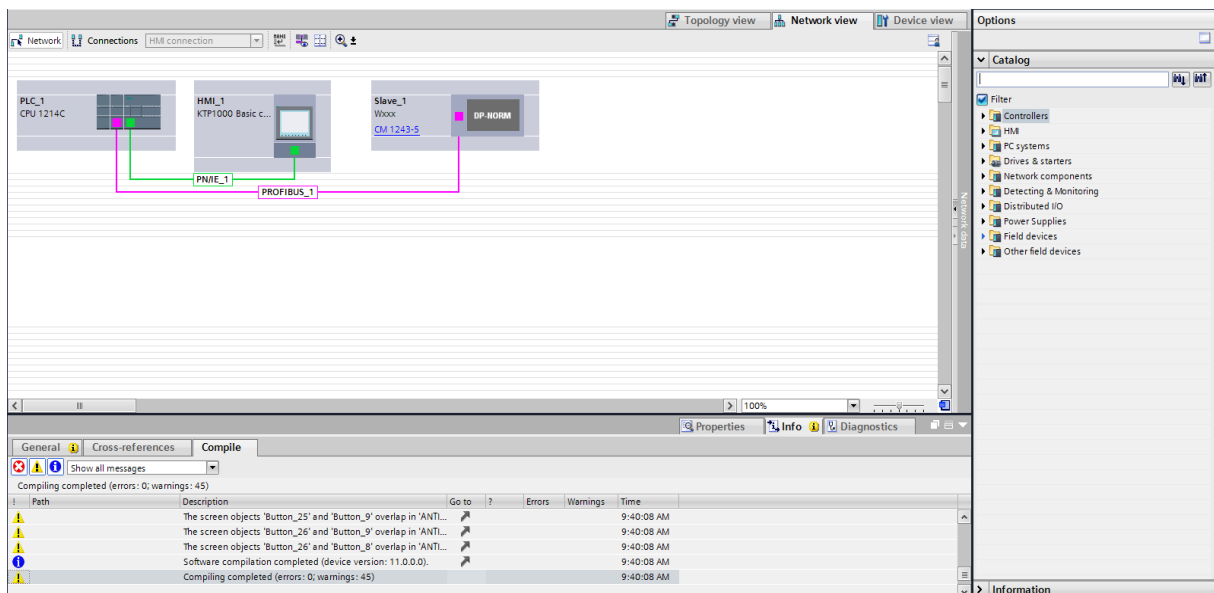 Topology view Network view Device view Options
Network Connections HMI connection
Catalog
Filter
PLC_1
CPU 1214C
HMI_1
KTP1000 Basic c...
Slave_1
Wxxx
CM 1243-5
DP-NORM
PN/IE_1
PROFIBUS_1
Controllers
HMI
PC systems
Drives & starters
Network components
Detecting & Monitoring
Distributed I/O
Power Supplies
Field devices
Other field devices
Network data
100%
Properties Info Diagnostics
General Cross-references Compile
Show all messages
Compiling completed (errors: 0; warnings: 45)
! Path Description Go to ? Errors Warnings Time
The screen objects 'Button_25' and 'Button_9' overlap in 'ANTI... 9:40:08 AM
The screen objects 'Button_26' and 'Button_9' overlap in 'ANTI... 9:40:08 AM
The screen objects 'Button_26' and 'Button_8' overlap in 'ANTI... 9:40:08 AM
Software compilation completed (device version: 11.0.0.0). 9:40:08 AM
Compiling completed (errors: 0; warnings: 45) 9:40:08 AM
Information